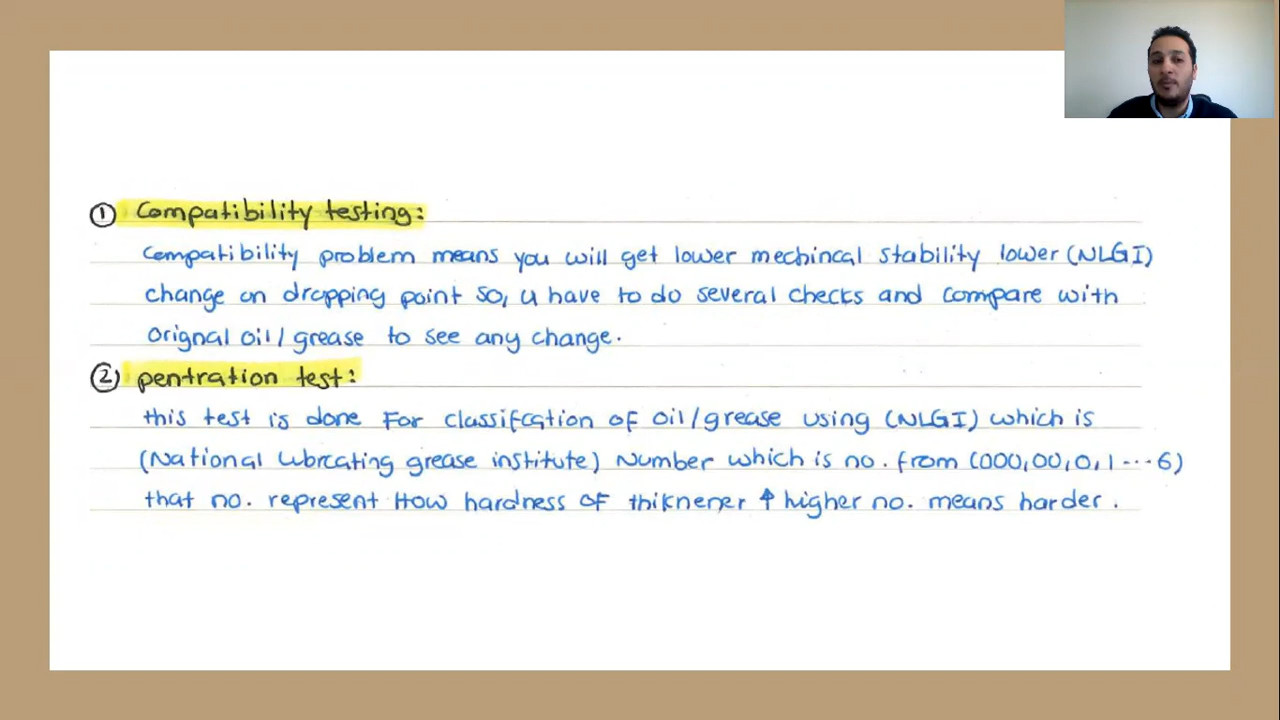 ① Compatibility testing:
Compatibility problem means you will get lower mechincal stability lower (NLGI)
change on dropping point so, u have to do several checks and compare with
Orignal oil/grease to see any change.
② pentration test:
this test is done For classifcation of oil/grease using (NLGI) which is
(National lubrcating grease institute) Number which is no. from (000,00,0,1---6)
that no. represent How hardness of thiknener ↑ higher no. means harder.